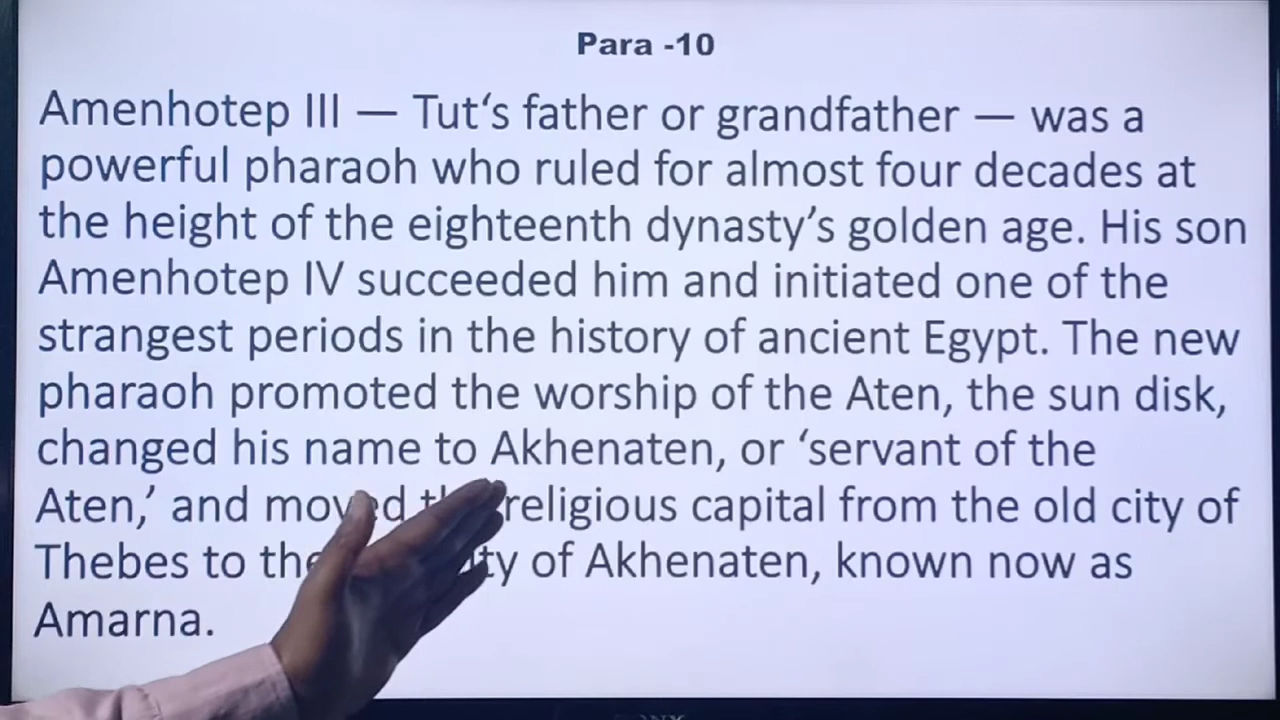 Para -10
Amenhotep III — Tut‘s father or grandfather — was a
powerful pharaoh who ruled for almost four decades at
the height of the eighteenth dynasty’s golden age. His son
Amenhotep IV succeeded him and initiated one of the
strangest periods in the history of ancient Egypt. The new
pharaoh promoted the worship of the Aten, the sun disk,
changed his name to Akhenaten, or ‘servant of the
Aten,’ and moved religious capital from the old city of
Thebes to of Akhenaten, known now as
Amarna.